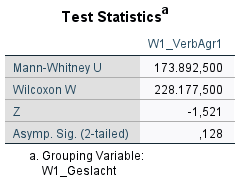 Test Statisticsa
W1_VerbAgr1
Mann-Whitney U 173.892,500
Wilcoxon W 228.177,500
Z -1,521
Asymp. Sig. (2-tailed) ,128
a. Grouping Variable:
W1_Geslacht